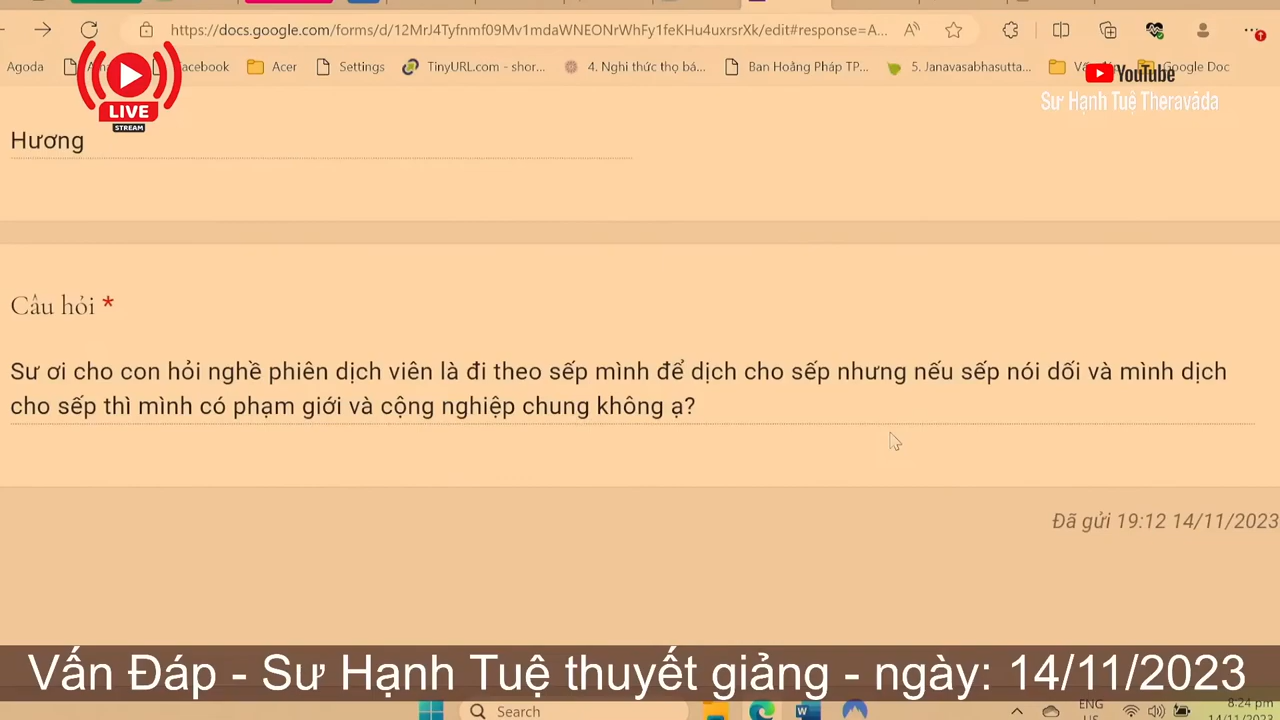 https://docs.google.com/forms/d/12MrJ4Tyfnmf09Mv1mdaWNEONrWhFy1feKHu4uxrsrXk/edit#response=A...
Agoda
Facebook
Acer
Settings
TinyURL.com - shor...
4. Nghi thức thọ bá...
Ban Hoằng Pháp TP...
5. Janavasabhasutta...
Google Doc
LIVE
STREAM
YouTube
Sư Hạnh Tuệ Theravāda
Hương
Câu hỏi *
Sư ơi cho con hỏi nghề phiên dịch viên là đi theo sếp mình để dịch cho sếp nhưng nếu sếp nói dối và mình dịch
cho sếp thì mình có phạm giới và cộng nghiệp chung không ạ?
Đã gửi 19:12 14/11/2023
Vấn Đáp - Sư Hạnh Tuệ thuyết giảng - ngày: 14/11/2023
Search
ENG
8:24 pm